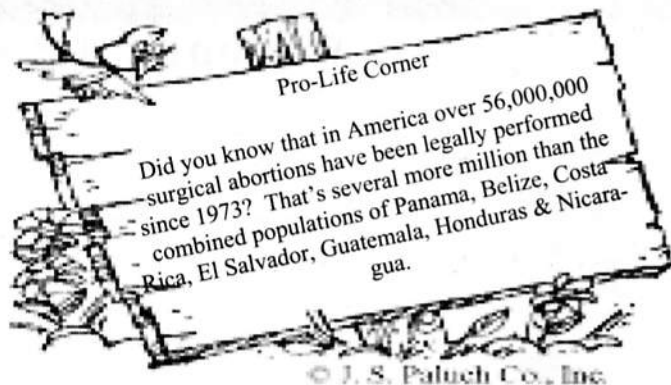 Pro-Life Corner
Did you know that in America over 56,000,000
surgical abortions have been legally performed
since 1973? That's several more million than the
combined populations of Panama, Belize, Costa
Rica, El Salvador, Guatemala, Honduras & Nicara-
gua.
© J. S. Paluch Co., Inc.